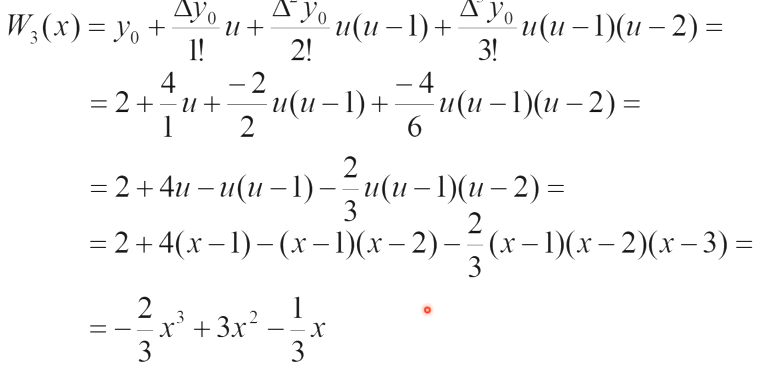 W₃(x) = y₀ + Δy₀/1! u + Δ²y₀/2! u(u−1) + Δ³y₀/3! u(u−1)(u−2) =
= 2 + 4/1 u + −2/2 u(u−1) + −4/6 u(u−1)(u−2) =
= 2 + 4u − u(u−1) − 2/3 u(u−1)(u−2) =
= 2 + 4(x−1) − (x−1)(x−2) − 2/3 (x−1)(x−2)(x−3) =
= − 2/3 x³ + 3x² − 1/3 x